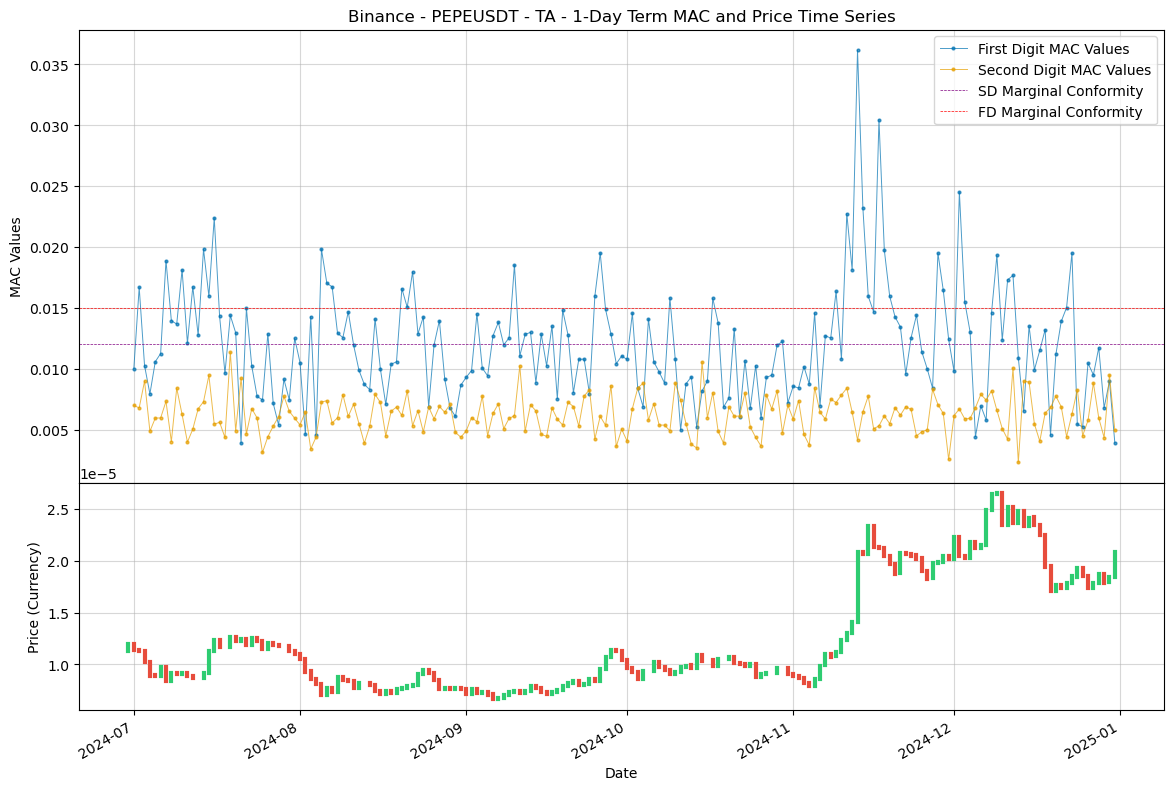 Binance - PEPEUSDT - TA - 1-Day Term MAC and Price Time Series
First Digit MAC Values
Second Digit MAC Values
SD Marginal Conformity
FD Marginal Conformity
MAC Values
0.035
0.030
0.025
0.020
0.015
0.010
0.005
1e−5
Price (Currency)
2.5
2.0
1.5
1.0
2024-07
2024-08
2024-09
2024-10
2024-11
2024-12
2025-01
Date